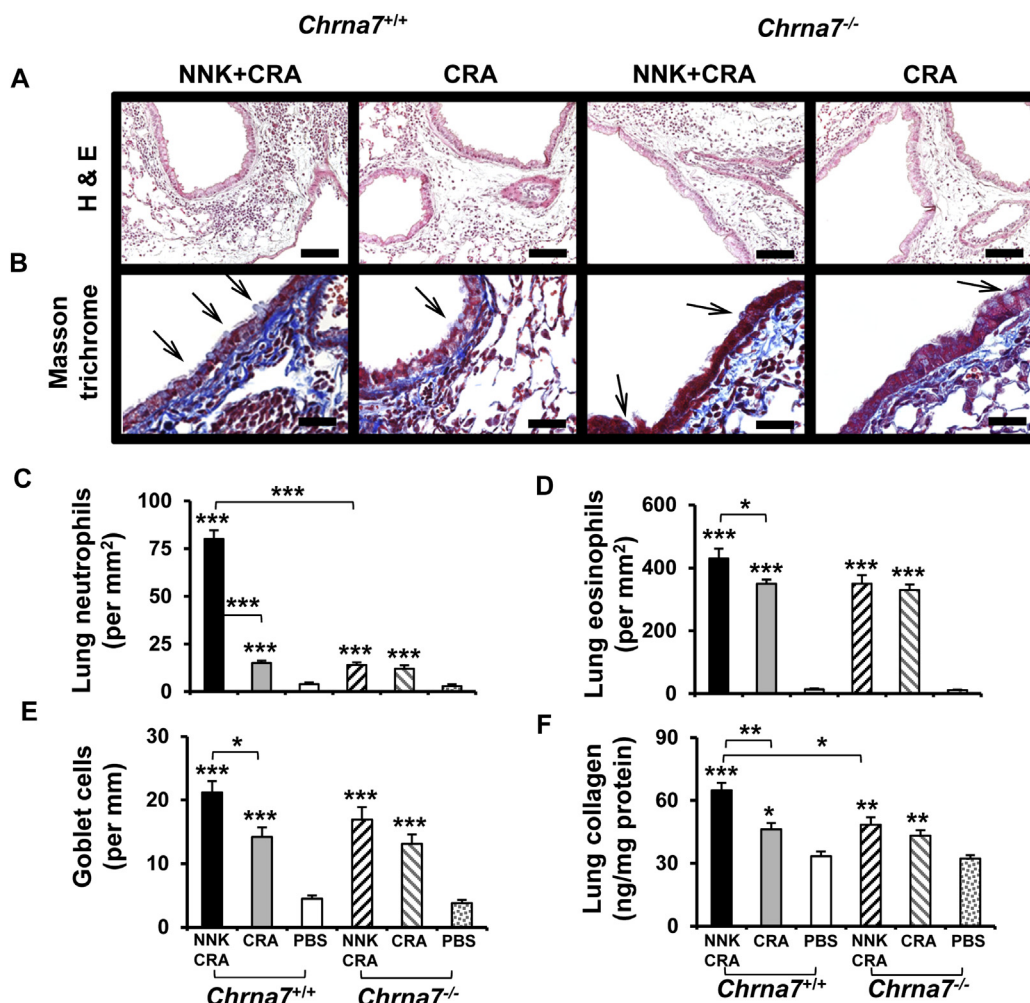 Chrna7+/+ Chrna7-/-
A NNK+CRA CRA NNK+CRA CRA
H & E
B
Masson
trichrome
C
Lung neutrophils
(per mm2)
100
75
50
25
0
***
***
***
***
***
***
D
Lung eosinophils
(per mm2)
600
400
200
0
*
***
***
***
***
E
Goblet cells
(per mm)
30
20
10
0
*
***
***
***
***
NNK CRA PBS NNK CRA PBS
CRA CRA
Chrna7+/+ Chrna7-/-
F
Lung collagen
(ng/mg protein)
90
60
30
0
**
*
***
*
**
**
NNK CRA PBS NNK CRA PBS
CRA CRA
Chrna7+/+ Chrna7-/-